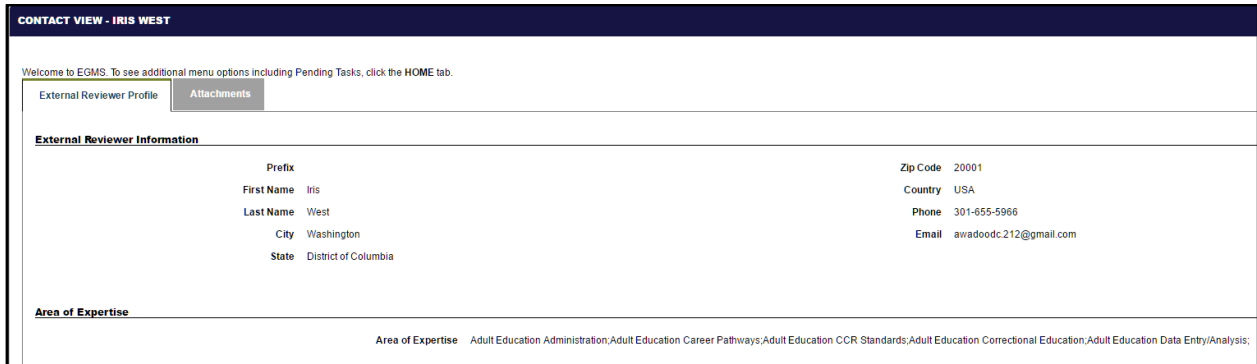 CONTACT VIEW - IRIS WEST
Welcome to EGMS. To see additional menu options including Pending Tasks, click the HOME tab.
External Reviewer Profile Attachments
External Reviewer Information
Prefix Zip Code 20001
First Name Iris Country USA
Last Name West Phone 301-655-5966
City Washington Email awadoodc.212@gmail.com
State District of Columbia
Area of Expertise
Area of Expertise Adult Education Administration;Adult Education Career Pathways;Adult Education CCR Standards;Adult Education Correctional Education;Adult Education Data Entry/Analysis;